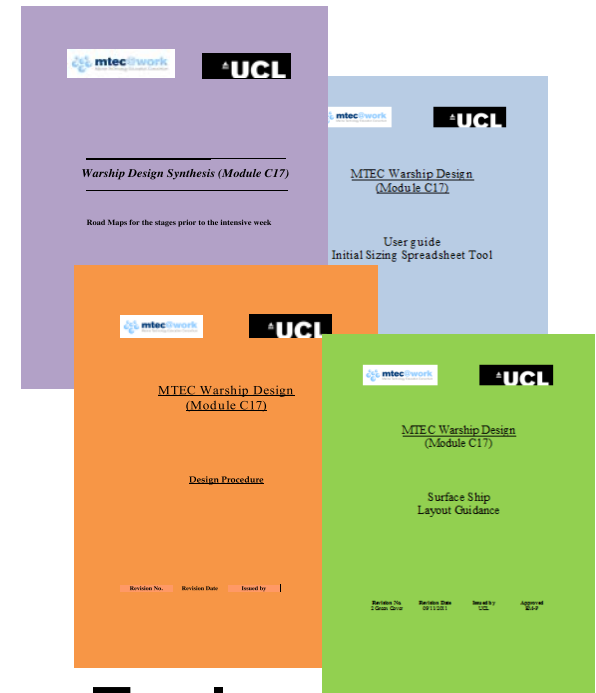 mtec@work
UCL
Warship Design Synthesis (Module C17)
Road Maps for the stages prior to the intensive week
mtec@work
UCL
MTEC Warship Design
(Module C17)
User guide
Initial Sizing Spreadsheet Tool
mtec@work
UCL
MTEC Warship Design
(Module C17)
Design Procedure
Revision No. Revision Date Issued by
mtec@work
UCL
MTEC Warship Design
(Module C17)
Surface Ship
Layout Guidance
Revision No. Revision Date Issued by Approved
UCL